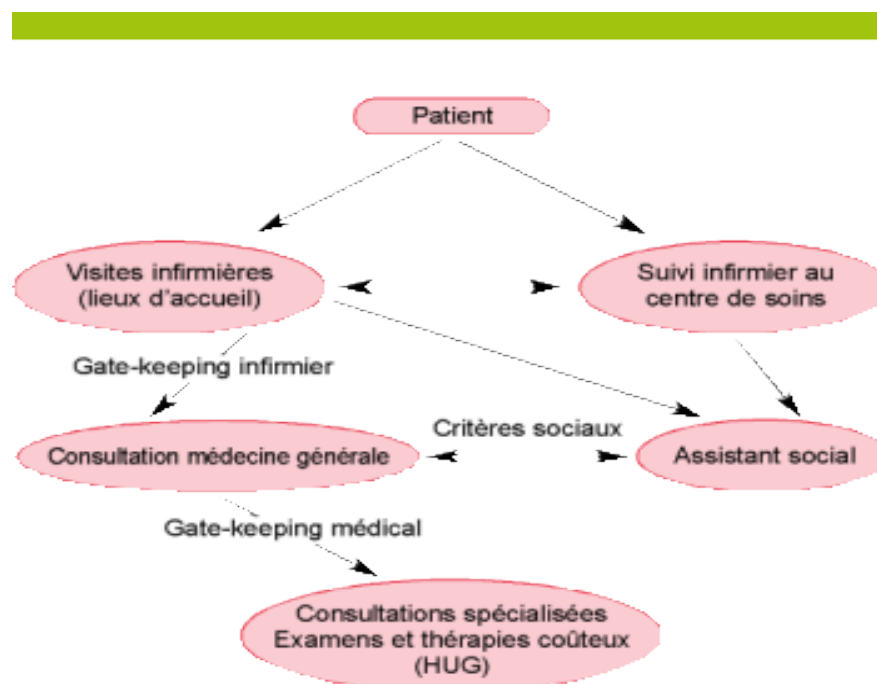 Patient
Visites infirmières
(lieux d'accueil)
Suivi infirmier au
centre de soins
Gate-keeping infirmier
Critères sociaux
Consultation médecine générale
Assistant social
Gate-keeping médical
Consultations spécialisées
Examens et thérapies coûteux
(HUG)